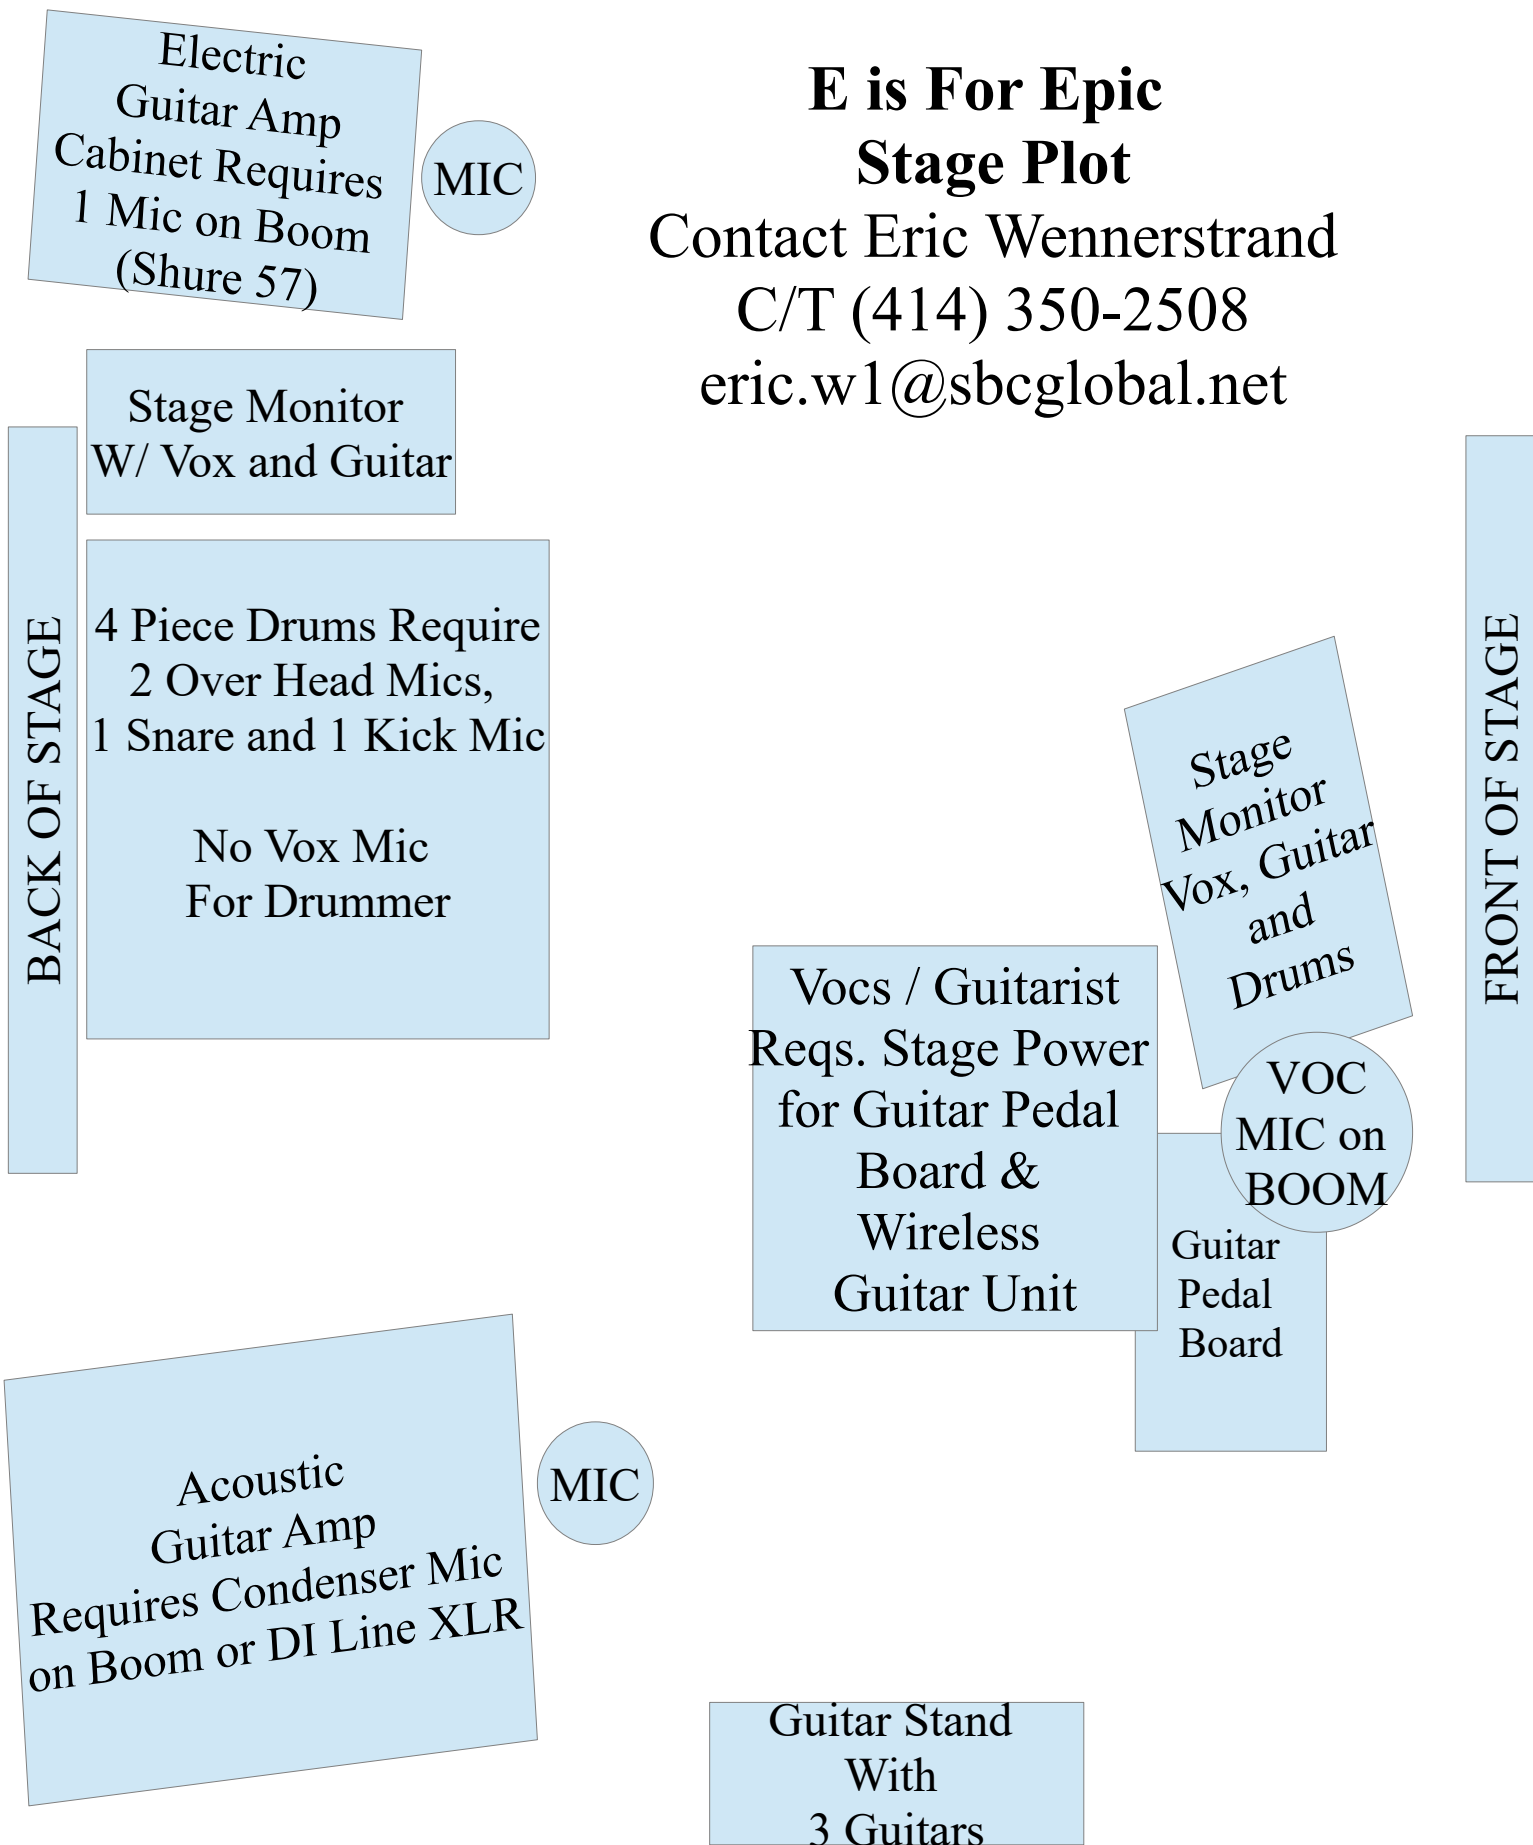 Electric
Guitar Amp
Cabinet Requires
1 Mic on Boom
(Shure 57)
MIC
E is For Epic
Stage Plot
Contact Eric Wennerstrand
C/T (414) 350-2508
eric.w1@sbcglobal.net
Stage Monitor
W/ Vox and Guitar
BACK OF STAGE
4 Piece Drums Require
2 Over Head Mics,
1 Snare and 1 Kick Mic
No Vox Mic
For Drummer
FRONT OF STAGE
Stage
Monitor
Vox, Guitar
and
Drums
Vocs / Guitarist
Reqs. Stage Power
for Guitar Pedal
Board &
Wireless
Guitar Unit
VOC
MIC on
BOOM
Guitar
Pedal
Board
Acoustic
Guitar Amp
Requires Condenser Mic
on Boom or DI Line XLR
MIC
Guitar Stand
With
3 Guitars